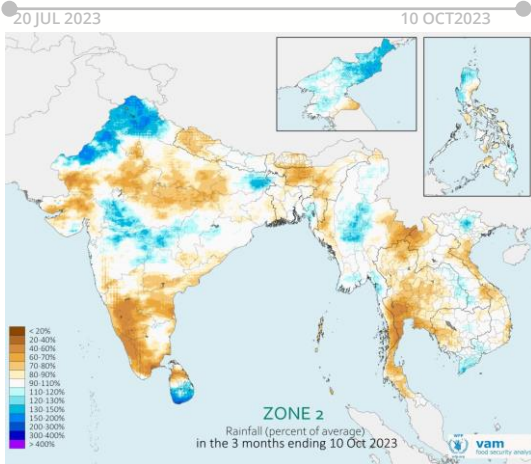 20 JUL 2023
10 OCT2023
< 20%
20-40%
40-60%
60-70%
70-80%
80-90%
90-110%
110-120%
120-130%
130-150%
150-200%
200-300%
300-400%
> 400%
ZONE 2
Rainfall (percent of average)
in the 3 months ending 10 Oct 2023
WFP
vam
food security analysis